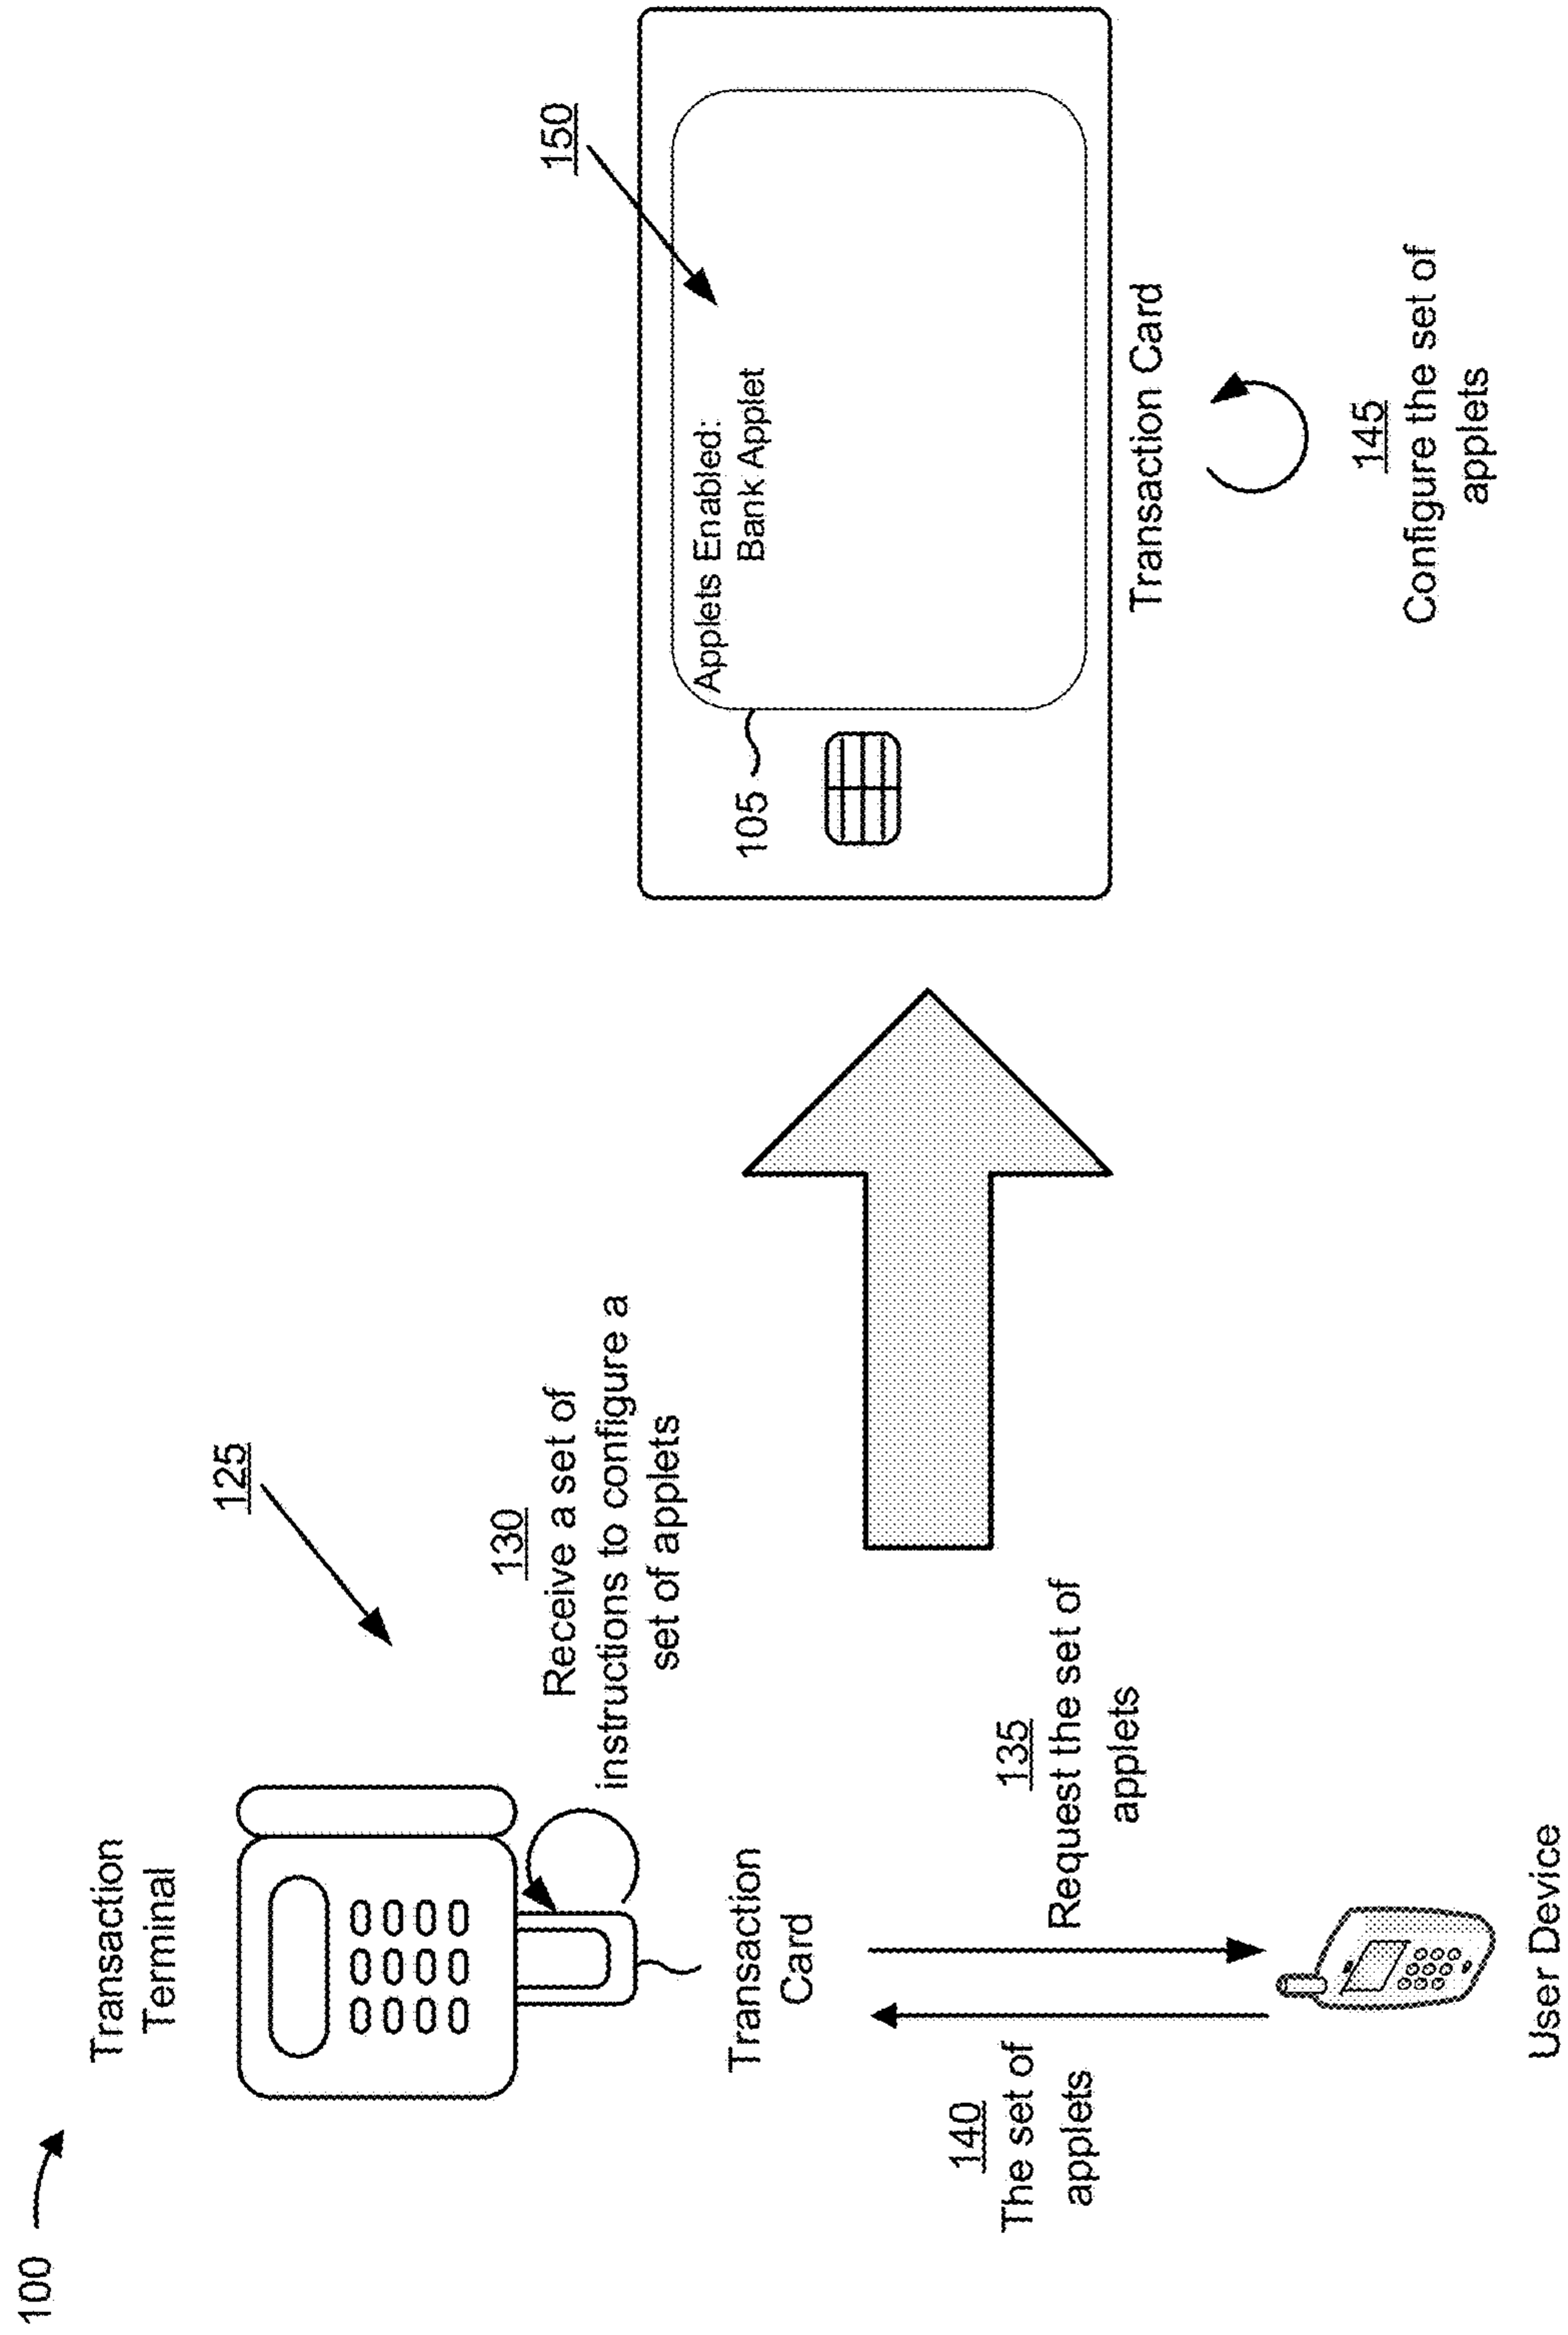 100
Transaction
Terminal
125
130
Receive a set of
instructions to configure a
set of applets
Transaction
Card
140
The set of
applets
135
Request the set of
applets
User Device
150
Applets Enabled:
Bank Applet
105
Transaction Card
145
Configure the set of
applets